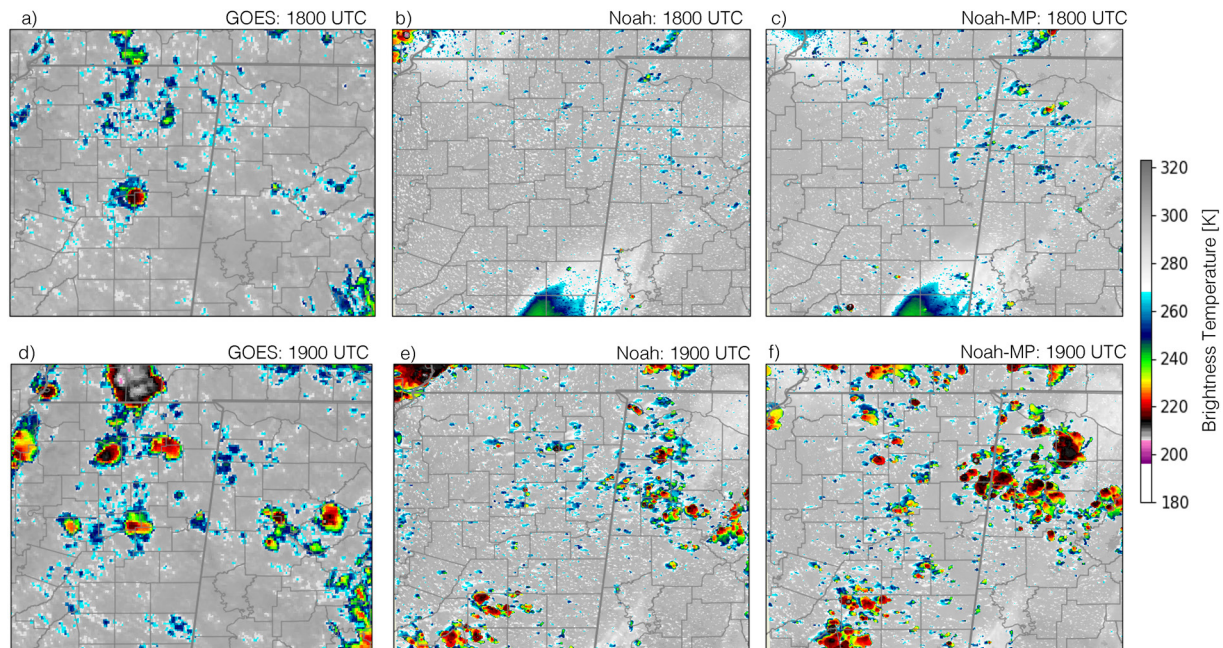 a) GOES: 1800 UTC
b) Noah: 1800 UTC
c) Noah-MP: 1800 UTC
d) GOES: 1900 UTC
e) Noah: 1900 UTC
f) Noah-MP: 1900 UTC
320
300
280
260
240
220
200
180
Brightness Temperature [K]